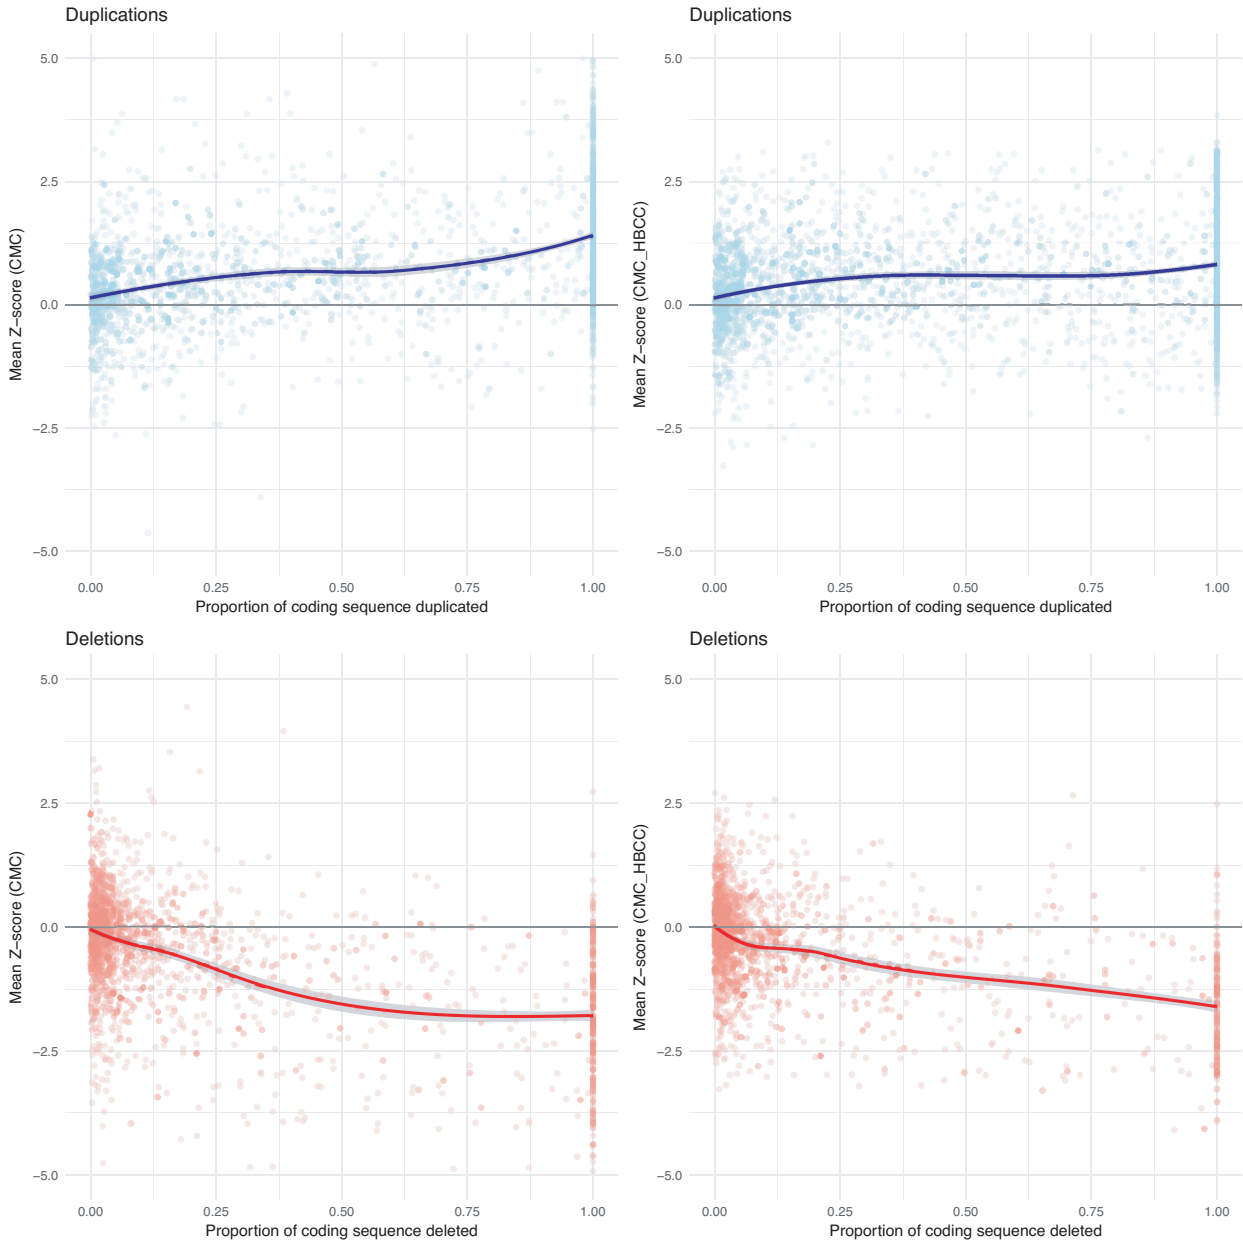 Duplications
5.0
2.5
0.0
−2.5
−5.0
Mean Z−score (CMC)
0.00 0.25 0.50 0.75 1.00
Proportion of coding sequence duplicated
Duplications
5.0
2.5
0.0
−2.5
−5.0
Mean Z−score (CMC_HBCC)
0.00 0.25 0.50 0.75 1.00
Proportion of coding sequence duplicated
Deletions
5.0
2.5
0.0
−2.5
−5.0
Mean Z−score (CMC)
0.00 0.25 0.50 0.75 1.00
Proportion of coding sequence deleted
Deletions
5.0
2.5
0.0
−2.5
−5.0
Mean Z−score (CMC_HBCC)
0.00 0.25 0.50 0.75 1.00
Proportion of coding sequence deleted